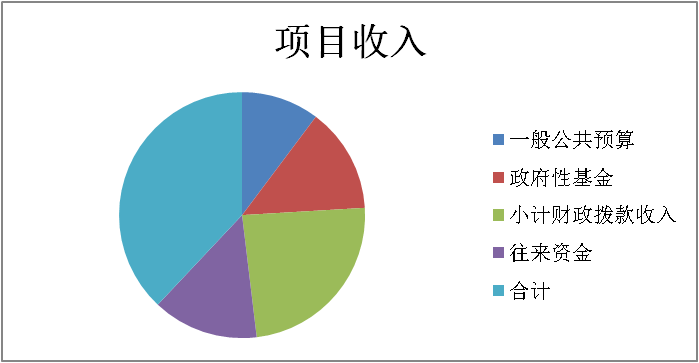 项目收入
一般公共预算
政府性基金
小计财政拨款收入
往来资金
合计